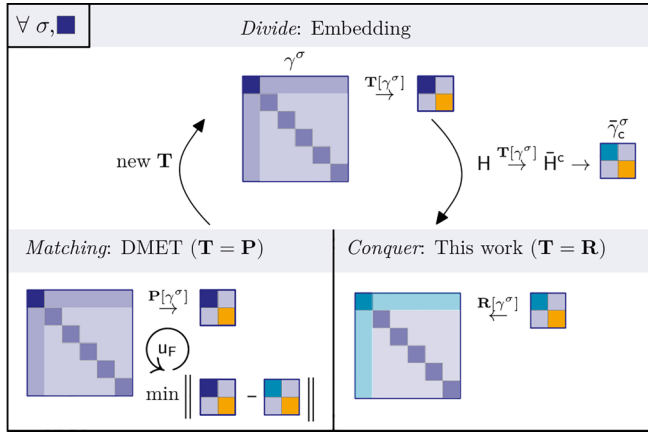 ∀ σ,
Divide: Embedding
γ^σ
T[γ^σ]
→
new T
H T[γ^σ] → H̄^c → γ̄_c^σ
Matching: DMET (T = P)
P[γ^σ]
→
u_F
min ‖ − ‖
Conquer: This work (T = R)
R[γ^σ]
←